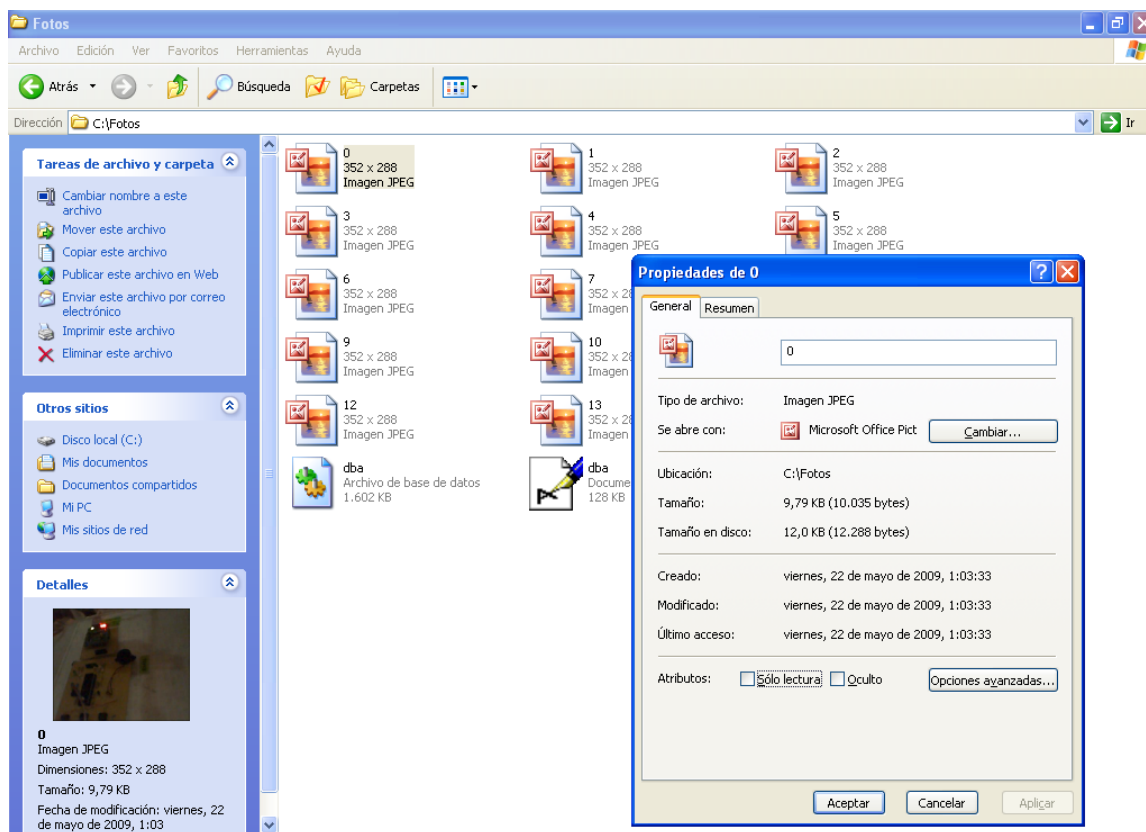 Fotos
Archivo Edición Ver Favoritos Herramientas Ayuda
Atrás Búsqueda Carpetas
Dirección C:\Fotos Ir
Tareas de archivo y carpeta
Cambiar nombre a este
archivo
Mover este archivo
Copiar este archivo
Publicar este archivo en Web
Enviar este archivo por correo
electrónico
Imprimir este archivo
Eliminar este archivo
Otros sitios
Disco local (C:)
Mis documentos
Documentos compartidos
Mi PC
Mis sitios de red
Detalles
0
Imagen JPEG
Dimensiones: 352 x 288
Tamaño: 9,79 KB
Fecha de modificación: viernes, 22
de mayo de 2009, 1:03
0
352 x 288
Imagen JPEG
1
352 x 288
Imagen JPEG
2
352 x 288
Imagen JPEG
3
352 x 288
Imagen JPEG
4
352 x 288
Imagen JPEG
5
352 x 288
Imagen JPEG
6
352 x 288
Imagen JPEG
7
352 x 28
Imagen
9
352 x 288
Imagen JPEG
10
352 x 28
Imagen
12
352 x 288
Imagen JPEG
13
352 x 28
Imagen
dba
Archivo de base de datos
1.602 KB
dba
Docume
128 KB
Propiedades de 0
General Resumen
0
Tipo de archivo: Imagen JPEG
Se abre con: Microsoft Office Pict Cambiar...
Ubicación: C:\Fotos
Tamaño: 9,79 KB (10.035 bytes)
Tamaño en disco: 12,0 KB (12.288 bytes)
Creado: viernes, 22 de mayo de 2009, 1:03:33
Modificado: viernes, 22 de mayo de 2009, 1:03:33
Último acceso: viernes, 22 de mayo de 2009, 1:03:33
Atributos: Sólo lectura Oculto Opciones avanzadas...
Aceptar Cancelar Aplicar